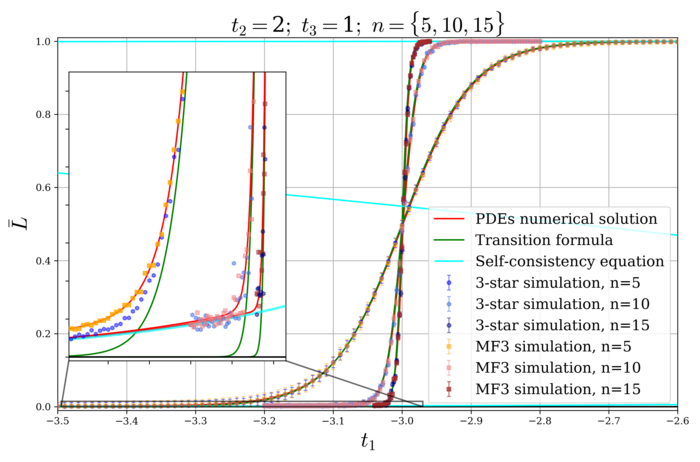 t₂ = 2; t₃ = 1; n = {5, 10, 15}
1.0
0.8
0.6
0.4
0.2
0.0
L̄
PDEs numerical solution
Transition formula
Self-consistency equation
3-star simulation, n=5
3-star simulation, n=10
3-star simulation, n=15
MF3 simulation, n=5
MF3 simulation, n=10
MF3 simulation, n=15
−3.5 −3.4 −3.3 −3.2 −3.1 −3.0 −2.9 −2.8 −2.7 −2.6
t₁